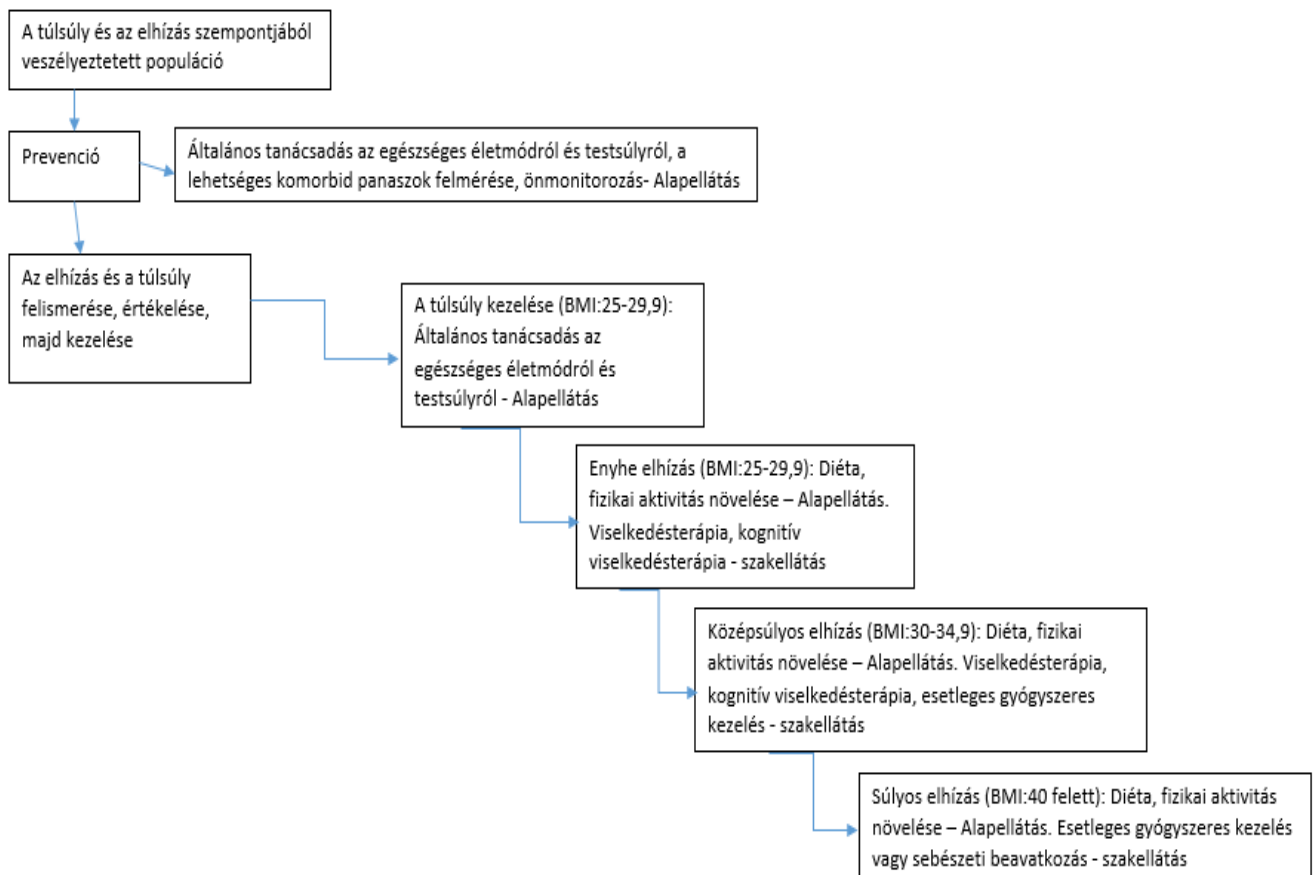 A túlsúly és az elhízás szempontjából
veszélyeztetett populáció
Prevenció
Általános tanácsadás az egészséges életmódról és testsúlyról, a
lehetséges komorbid panaszok felmérése, önmonitorozás- Alapellátás
Az elhízás és a túlsúly
felismerése, értékelése,
majd kezelése
A túlsúly kezelése (BMI:25-29,9):
Általános tanácsadás az
egészséges életmódról és
testsúlyról - Alapellátás
Enyhe elhízás (BMI:25-29,9): Diéta,
fizikai aktivitás növelése – Alapellátás.
Viselkedésterápia, kognitív
viselkedésterápia - szakellátás
Középsúlyos elhízás (BMI:30-34,9): Diéta, fizikai
aktivitás növelése – Alapellátás. Viselkedésterápia,
kognitív viselkedésterápia, esetleges gyógyszeres
kezelés - szakellátás
Súlyos elhízás (BMI:40 felett): Diéta, fizikai aktivitás
növelése – Alapellátás. Esetleges gyógyszeres kezelés
vagy sebészeti beavatkozás - szakellátás